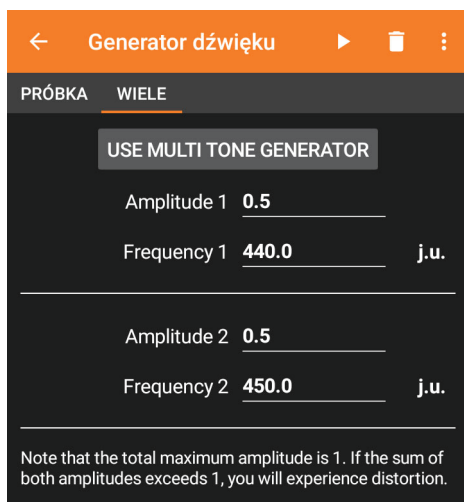 Generator dźwięku
PRÓBKA WIELE
USE MULTI TONE GENERATOR
Amplitude 1 0.5
Frequency 1 440.0 j.u.
Amplitude 2 0.5
Frequency 2 450.0 j.u.
Note that the total maximum amplitude is 1. If the sum of
both amplitudes exceeds 1, you will experience distortion.